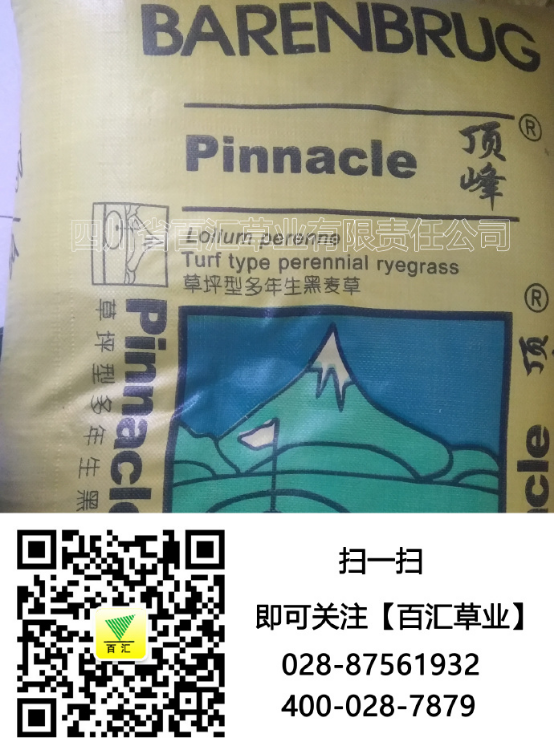 BARENBRUG
Pinnacle 顶峰®
四川省百汇草业有限责任公司
Lolium perenne
Turf type perennial ryegrass
草坪型多年生黑麦草
Pinnacle
草坪型多年生黑
®
顶
cle
百汇
扫一扫
即可关注【百汇草业】
028-87561932
400-028-7879